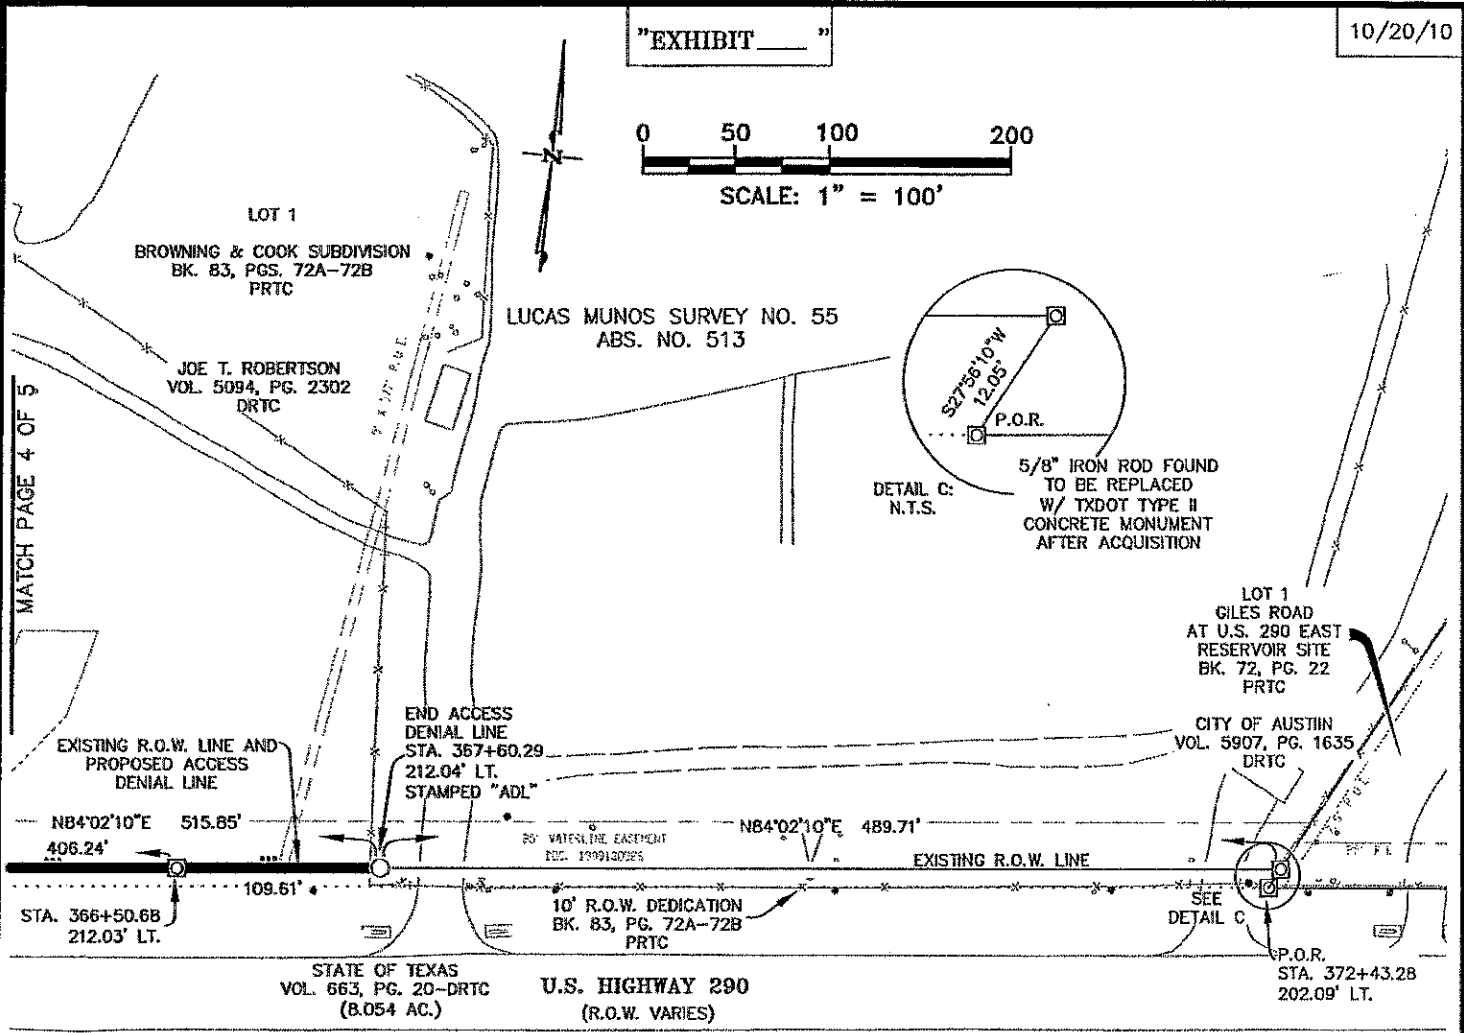 "EXHIBIT____ "
10/20/10
0 50 100 200
SCALE: 1" = 100'
N
LOT 1
BROWNING & COOK SUBDIVISION
BK. 83, PGS. 72A-72B
PRTC
LUCAS MUNOS SURVEY NO. 55
ABS. NO. 513
JOE T. ROBERTSON
VOL. 5094, PG. 2302
DRTC
MATCH PAGE 4 OF 5
S27°56'10"W
12.05'
P.O.R.
DETAIL C:
N.T.S.
5/8" IRON ROD FOUND
TO BE REPLACED
W/ TXDOT TYPE II
CONCRETE MONUMENT
AFTER ACQUISITION
LOT 1
GILES ROAD
AT U.S. 290 EAST
RESERVOIR SITE
BK. 72, PG. 22
PRTC
CITY OF AUSTIIN
VOL. 5907, PG. 1635
DRTC
END ACCESS
DENIAL LINE
STA. 367+60.29
212.04' LT.
STAMPED "ADL"
EXISTING R.O.W. LINE AND
PROPOSED ACCESS
DENIAL LINE
N84°02'10"E 515.85'
406.24'
109.61'
WATERLINE EASEMENT
N84°02'10"E 489.71'
EXISTING R.O.W. LINE
STA. 366+50.68
212.03' LT.
10' R.O.W. DEDICATION
BK. 83, PG. 72A-72B
PRTC
SEE
DETAIL C
P.O.R.
STA. 372+43.28
202.09' LT.
STATE OF TEXAS
VOL. 663, PG. 20-DRTC
(8.054 AC.)
U.S. HIGHWAY 290
(R.O.W. VARIES)